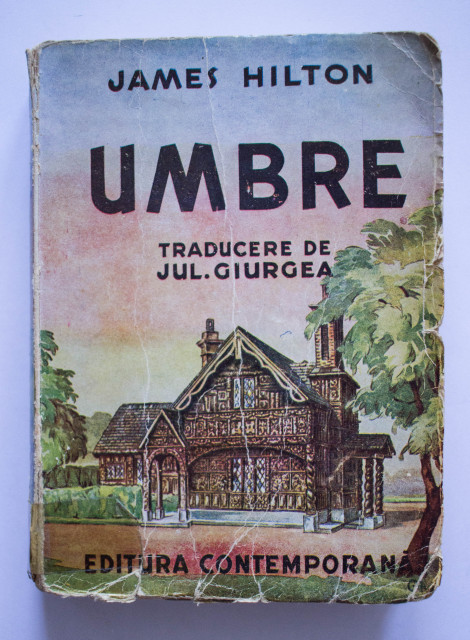 JAMES HILTON
UMBRE
TRADUCERE DE
JUL. GIURGEA
EDITURA CONTEMPORANĂ